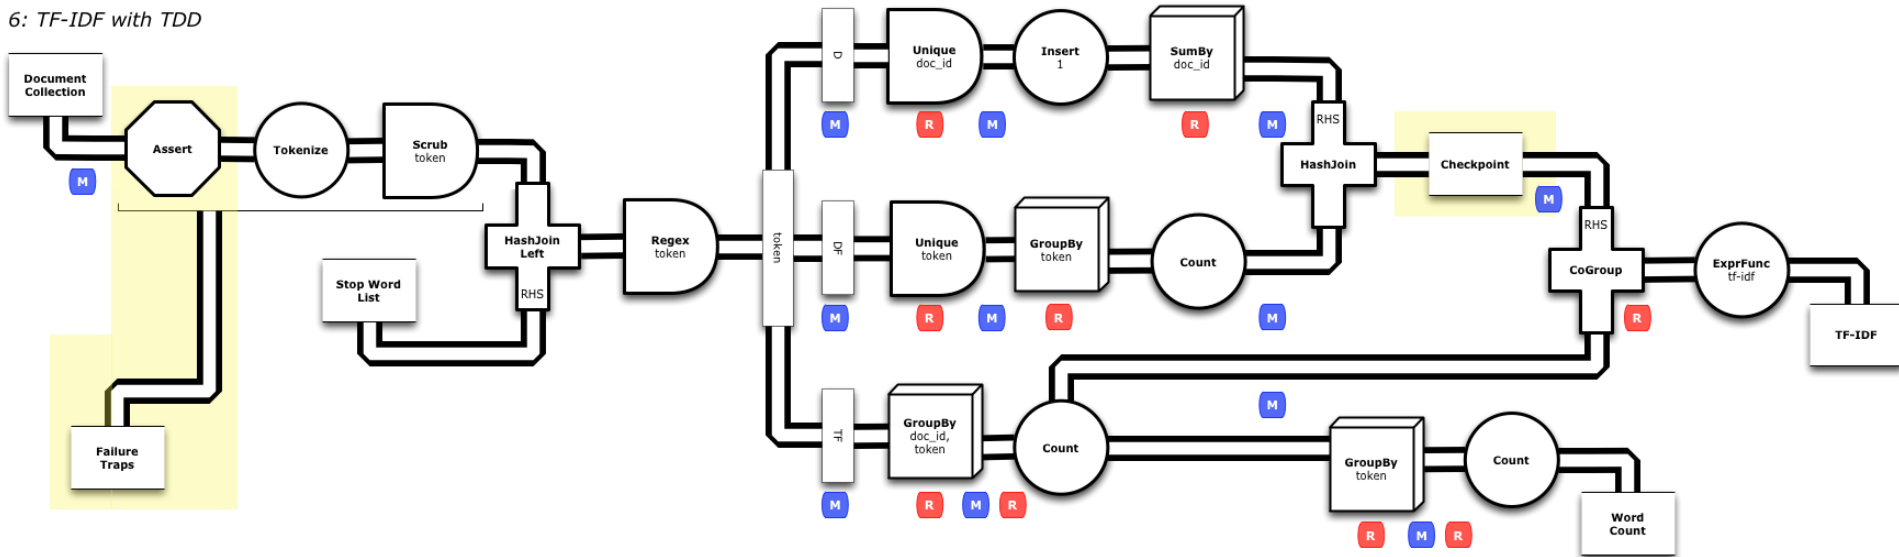 6: TF-IDF with TDD
Document
Collection
M
Assert
Tokenize
Scrub
token
HashJoin
Left
RHS
Stop Word
List
Failure
Traps
Regex
token
token
D
M
Unique
doc_id
R
M
Insert
1
SumBy
doc_id
R
M
RHS
HashJoin
Checkpoint
M
DF
M
Unique
token
R
M
GroupBy
token
R
Count
M
RHS
CoGroup
R
ExprFunc
tf-idf
TF-IDF
TF
M
GroupBy
doc_id,
token
R
M
R
Count
M
GroupBy
token
R
M
R
Count
Word
Count